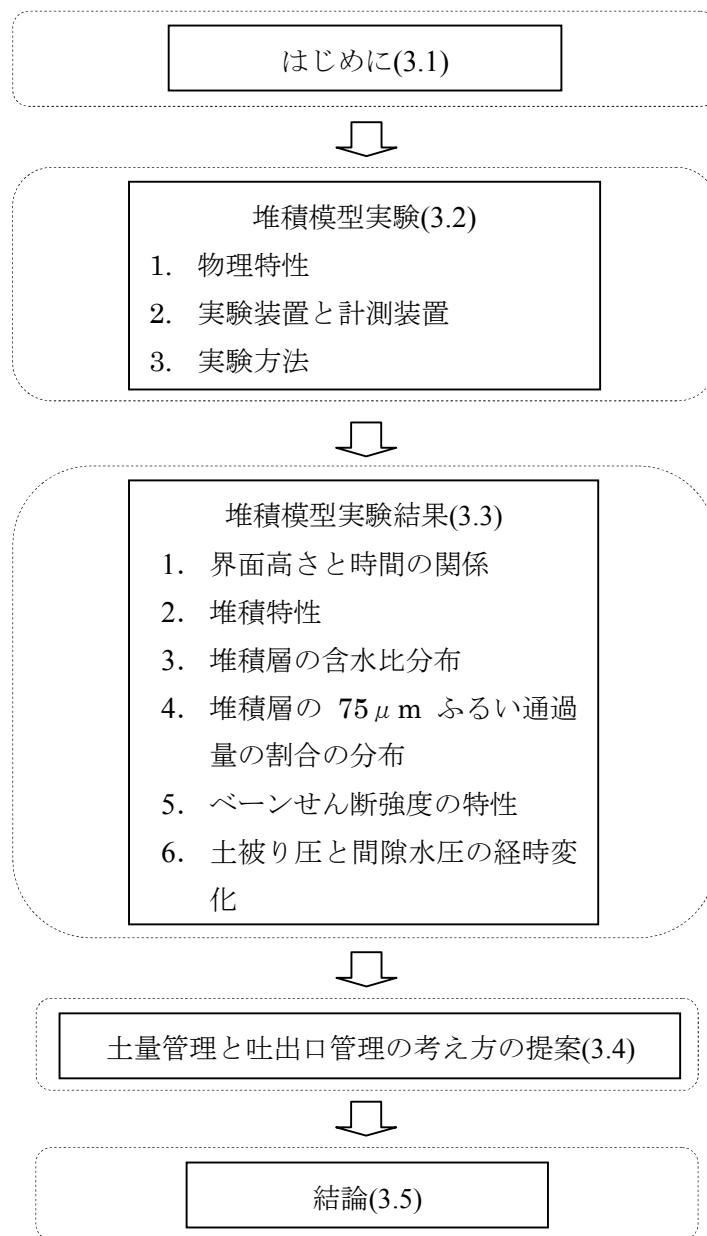 はじめに(3.1)
堆積模型実験(3.2)
1. 物理特性
2. 実験装置と計測装置
3. 実験方法
堆積模型実験結果(3.3)
1. 界面高さと時間の関係
2. 堆積特性
3. 堆積層の含水比分布
4. 堆積層の 75μm ふるい通過
量の割合の分布
5. ベーンせん断強度の特性
6. 土被り圧と間隙水圧の経時変
化
土量管理と吐出口管理の考え方の提案(3.4)
結論(3.5)